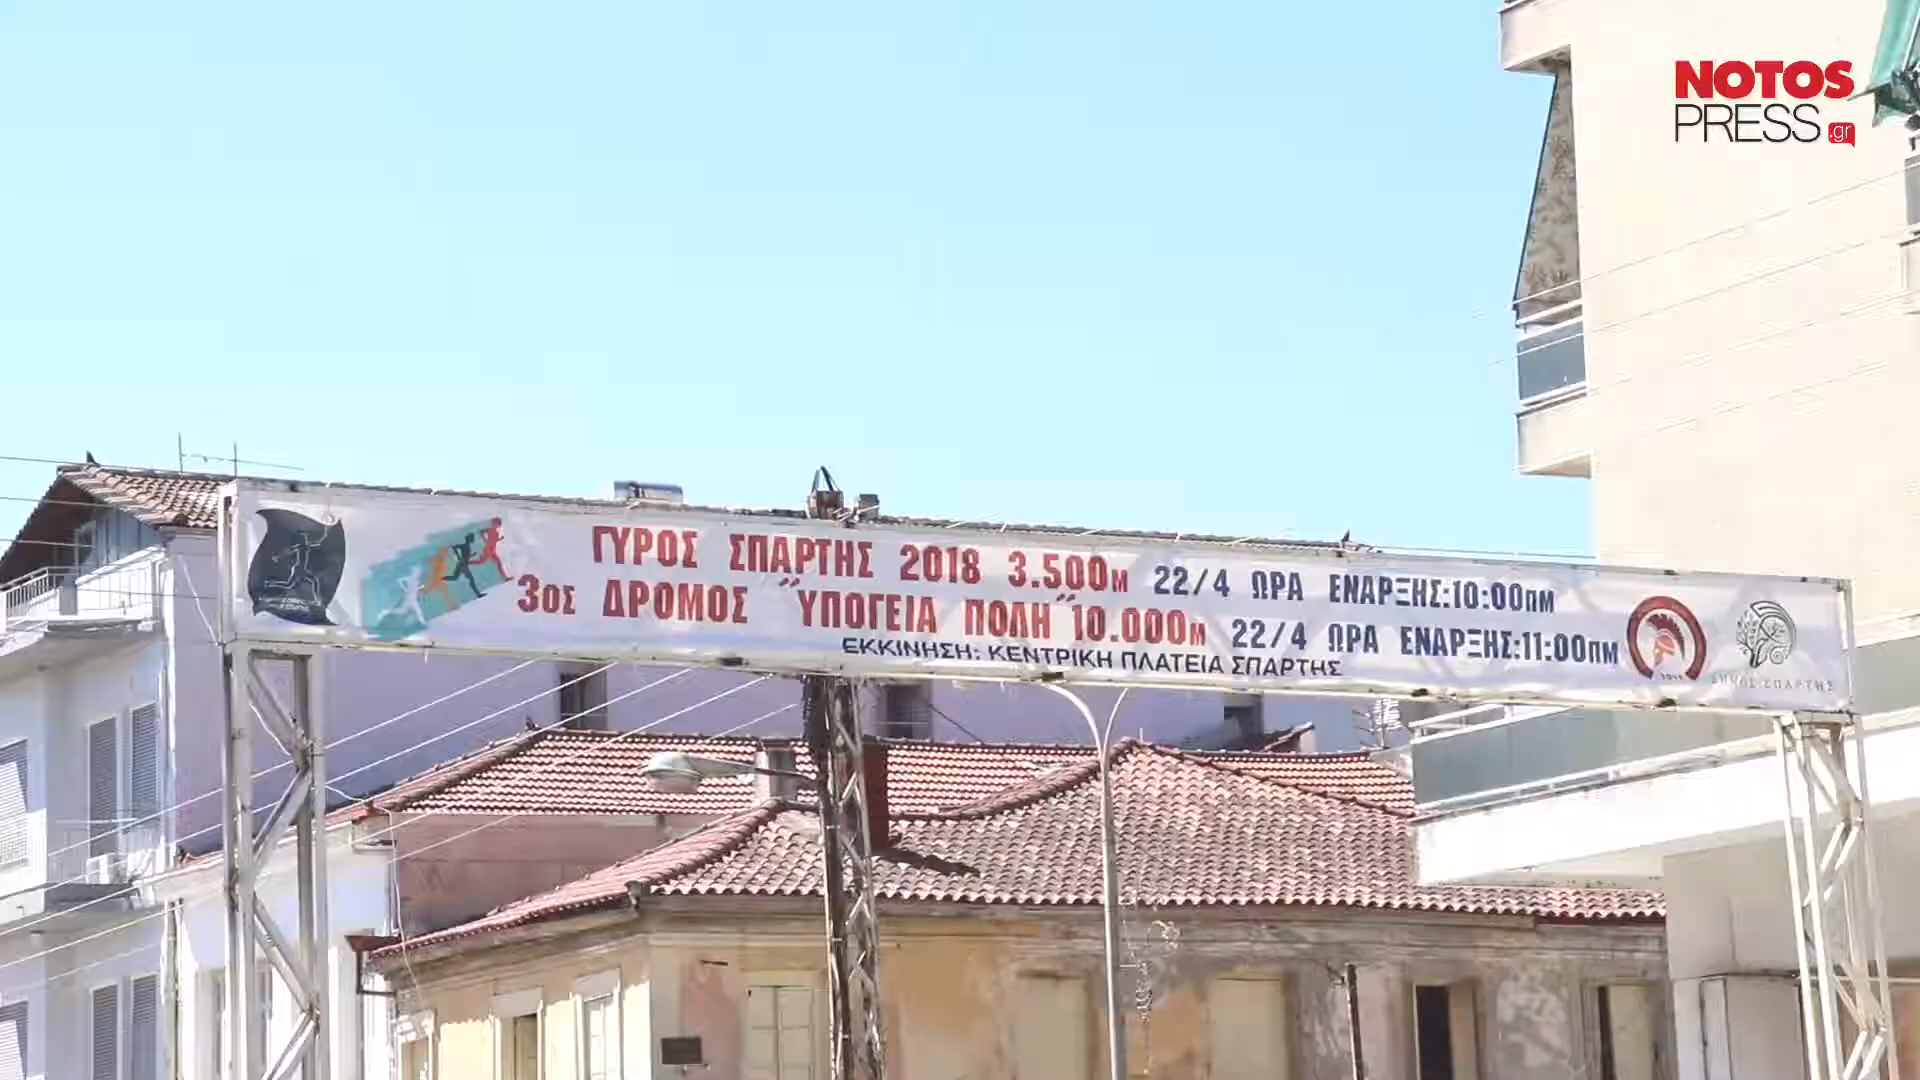 NOTOS
PRESS.gr
ΓΥΡΟΣ ΣΠΑΡΤΗΣ 2018 3.500Μ 22/4 ΩΡΑ ΕΝΑΡΞΗΣ:10:00ΠΜ
3ος ΔΡΟΜΟΣ "ΥΠΟΓΕΙΑ ΠΟΛΗ" 10.000Μ 22/4 ΩΡΑ ΕΝΑΡΞΗΣ:11:00ΠΜ
ΕΚΚΙΝΗΣΗ: ΚΕΝΤΡΙΚΗ ΠΛΑΤΕΙΑ ΣΠΑΡΤΗΣ
ΔΗΜΟΣ ΣΠΑΡΤΗΣ